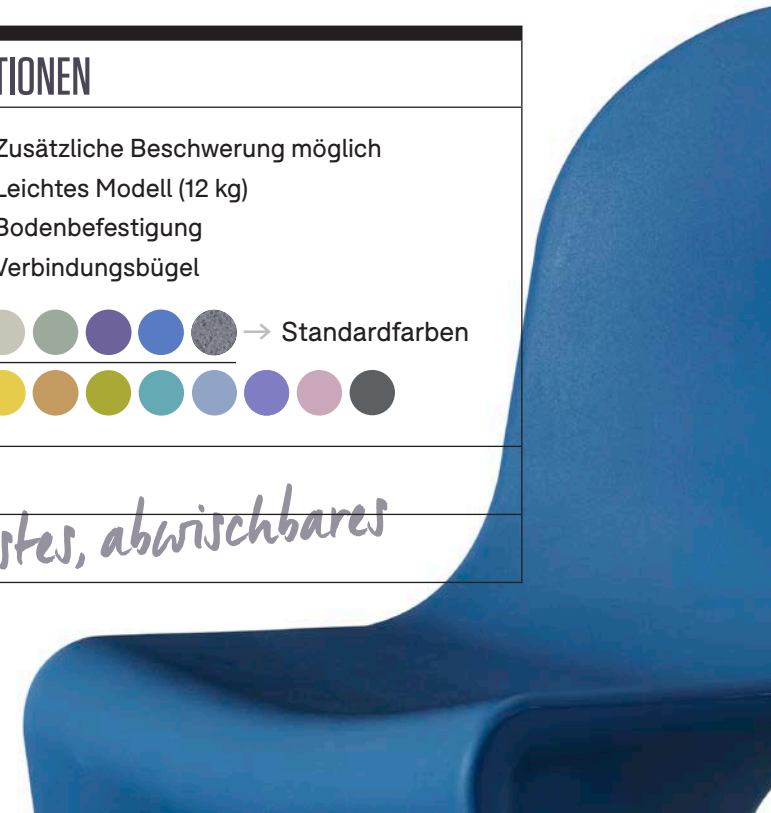 TIONEN
Zusätzliche Beschwerung möglich
Leichtes Modell (12 kg)
Bodenbefestigung
Verbindungsbügel
→ Standardfarben
stes, abwischbares